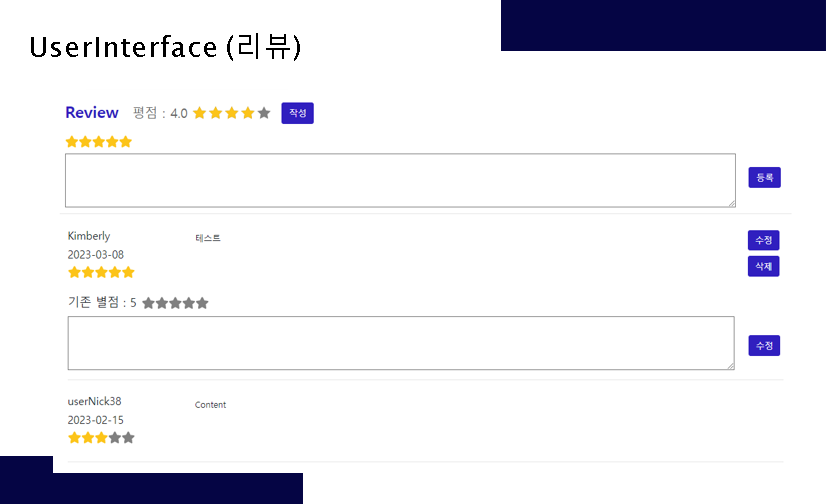 UserInterface (리뷰)
Review 평점 : 4.0 작성
등록
Kimberly 테스트 수정
2023-03-08
삭제
기존 별점 : 5
수정
userNick38 Content
2023-02-15